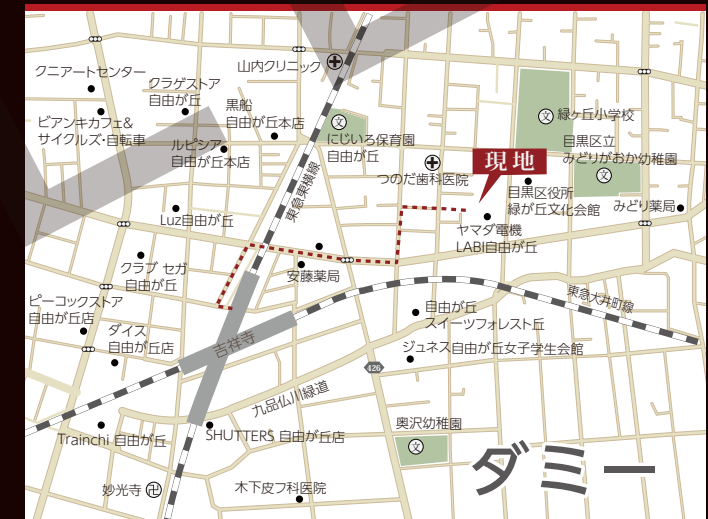 クニアートセンター
ビアンキカフェ&
サイクルズ・自転車
クラゲストア
自由が丘
ルピシア
自由が丘本店
黒船
自由が丘本店
山内クリニック
東急東横線
文
にじいろ保育園
自由が丘
つのだ歯科医院
現地
文
緑ヶ丘小学校
目黒区立
みどりがおか幼稚園
文
目黒区役所
緑が丘文化会館
みどり薬局
ヤマダ電機
LABI自由が丘
Luz自由が丘
クラブ セガ
自由が丘
安藤薬局
ピーコックストア
自由が丘店
ダイス
自由が丘店
吉祥寺
東急大井町線
自由が丘
スイーツフォレスト丘
ジュネス自由が丘女子学生会館
426
九品仏川緑道
Trainchi 自由が丘
SHUTTERS 自由が丘店
奥沢幼稚園
文
妙光寺
卍
木下皮フ科医院
ダミー